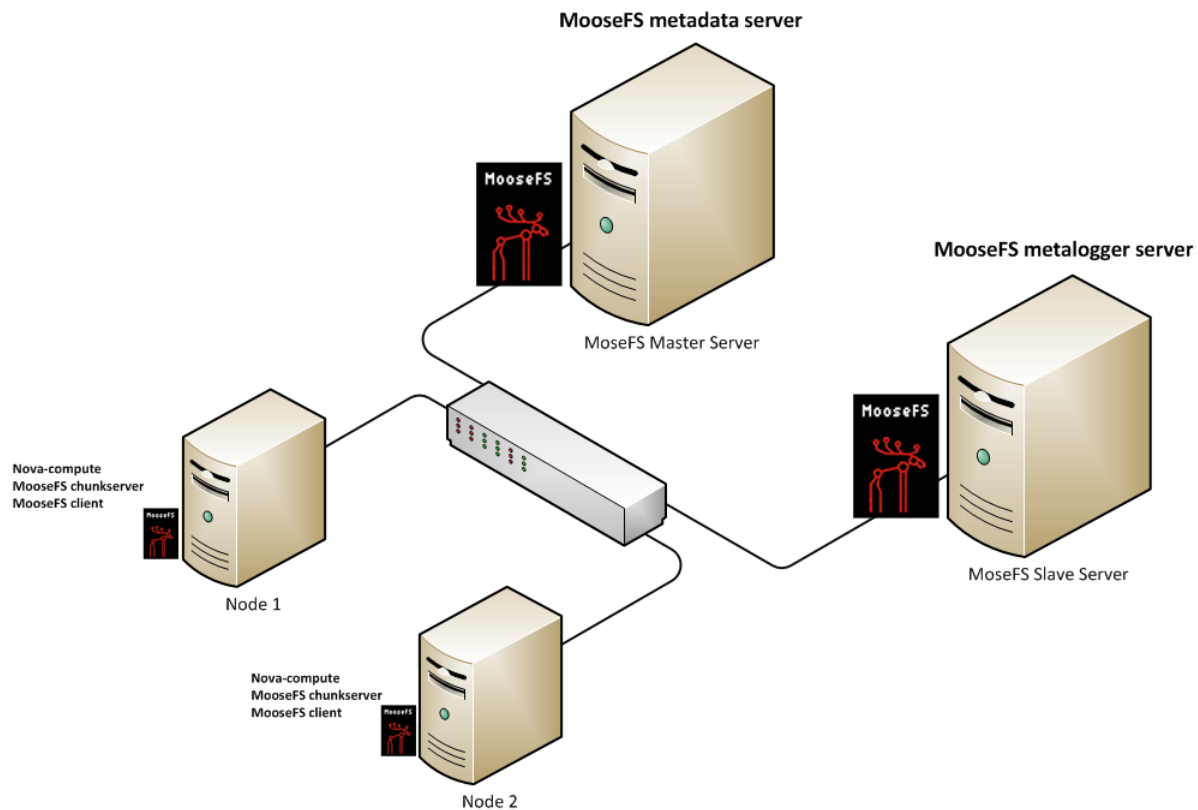 MooseFS metadata server
MooseFS
MoseFS Master Server
MooseFS metalogger server
MooseFS
MoseFS Slave Server
Nova-compute
MooseFS chunkserver
MooseFS client
MooseFS
Node 1
Nova-compute
MooseFS chunkserver
MooseFS client
MooseFS
Node 2